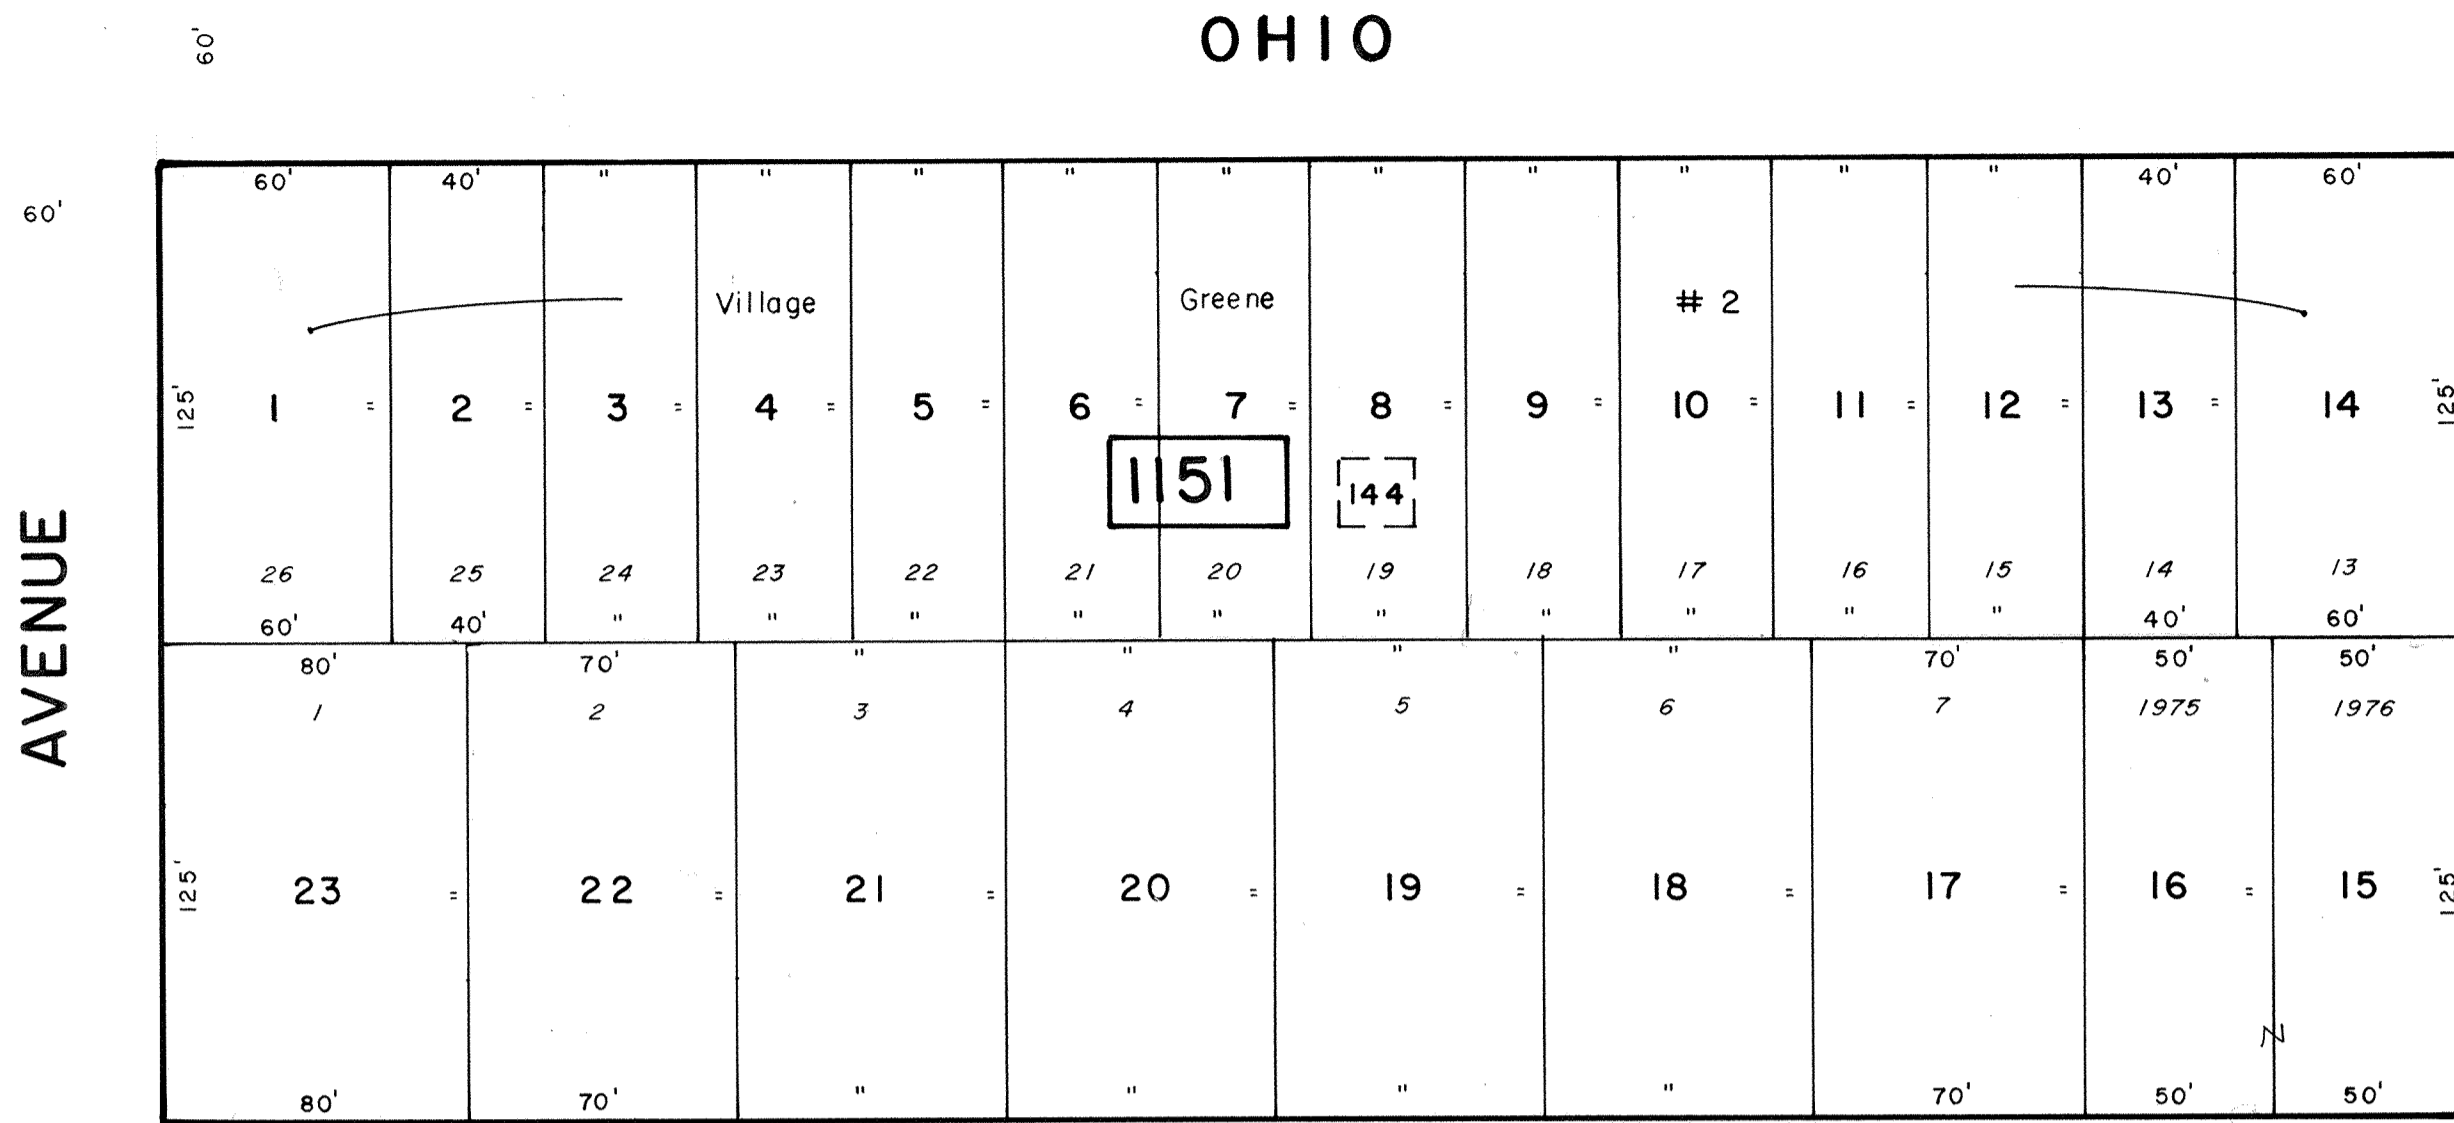 60'
OHIO
60'
60' 40' " " " " " " " " " " 40' 60'
Village Greene # 2
125' 1 = 2 = 3 = 4 = 5 = 6 = 7 = 8 = 9 = 10 = 11 = 12 = 13 = 14 125'
1151 144
26 25 24 23 22 21 20 19 18 17 16 15 14 13
60' 40' " " " " " " " " " " 40' 60'
AVENUE
80' 70' " " " " 70' 50' 50'
1 2 3 4 5 6 7 1975 1976
125' 23 = 22 = 21 = 20 = 19 = 18 = 17 = 16 = 15 125'
Z
80' 70' " " " " 70' 50' 50'